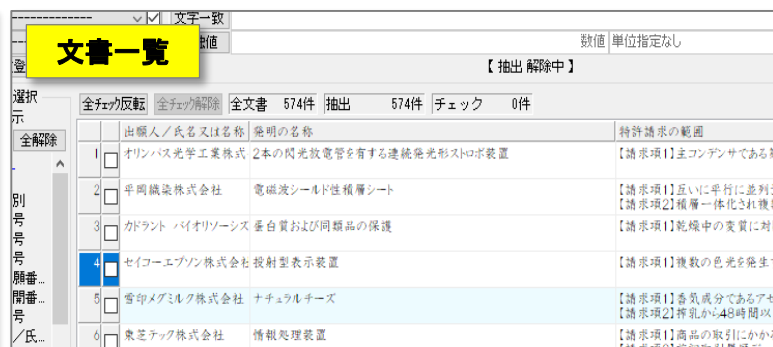 文字一致
文書一覧
数値 単位指定なし
【 抽出 解除中 】
選択
示
全チェック反転 全チェック解除 全文書 574件 抽出 574件 チェック 0件
全解除
出願人／氏名又は名称 発明の名称 特許請求の範囲
1 オリンパス光学工業株式 2本の閃光放電管を有する連続発光形ストロボ装置 【請求項1】主コンデンサである
2 平岡織染株式会社 電磁波シールド性積層シート 【請求項1】互いに平行に並列
【請求項2】積層一体化され複
別
号
3 カドラント バイオリソーシズ 蛋白質および同類品の保護 【請求項1】乾燥中の変質に対
号
号
4 セイコーエプソン株式会社 投射型表示装置 【請求項1】複数の色光を発生
願番...
開番...
5 雪印メグミルク株式会社 ナチュラルチーズ 【請求項1】香気成分であるアセ
【請求項2】搾乳から48時間以
号
／氏...
6 東芝テック株式会社 情報処理装置 【請求項1】商品の取引にかか